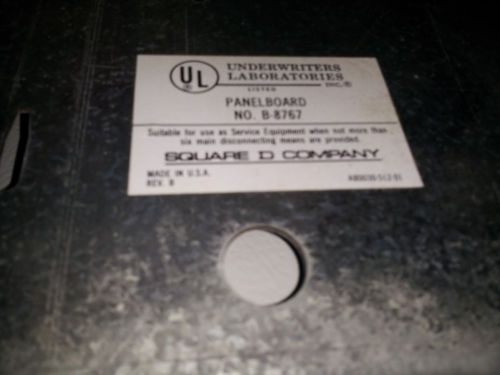 UL ®
UNDERWRITERS
LABORATORIES
INC.®
LISTED
PANELBOARD
NO. B-8767
Suitable for use as Service Equipment when not more than
six main disconnecting means are provided.
SQUARE D COMPANY
MADE IN U.S.A.
REV. B